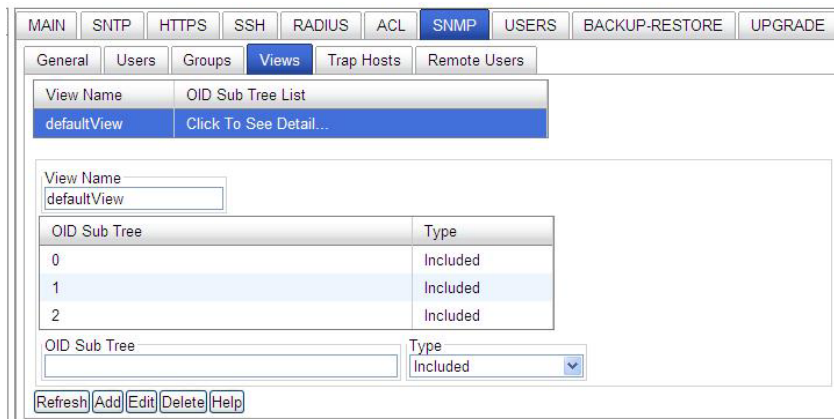 MAIN SNTP HTTPS SSH RADIUS ACL SNMP USERS BACKUP-RESTORE UPGRADE
General Users Groups Views Trap Hosts Remote Users
View Name OID Sub Tree List
defaultView Click To See Detail...
View Name
defaultView
OID Sub Tree Type
0 Included
1 Included
2 Included
OID Sub Tree Type
Included
Refresh Add Edit Delete Help